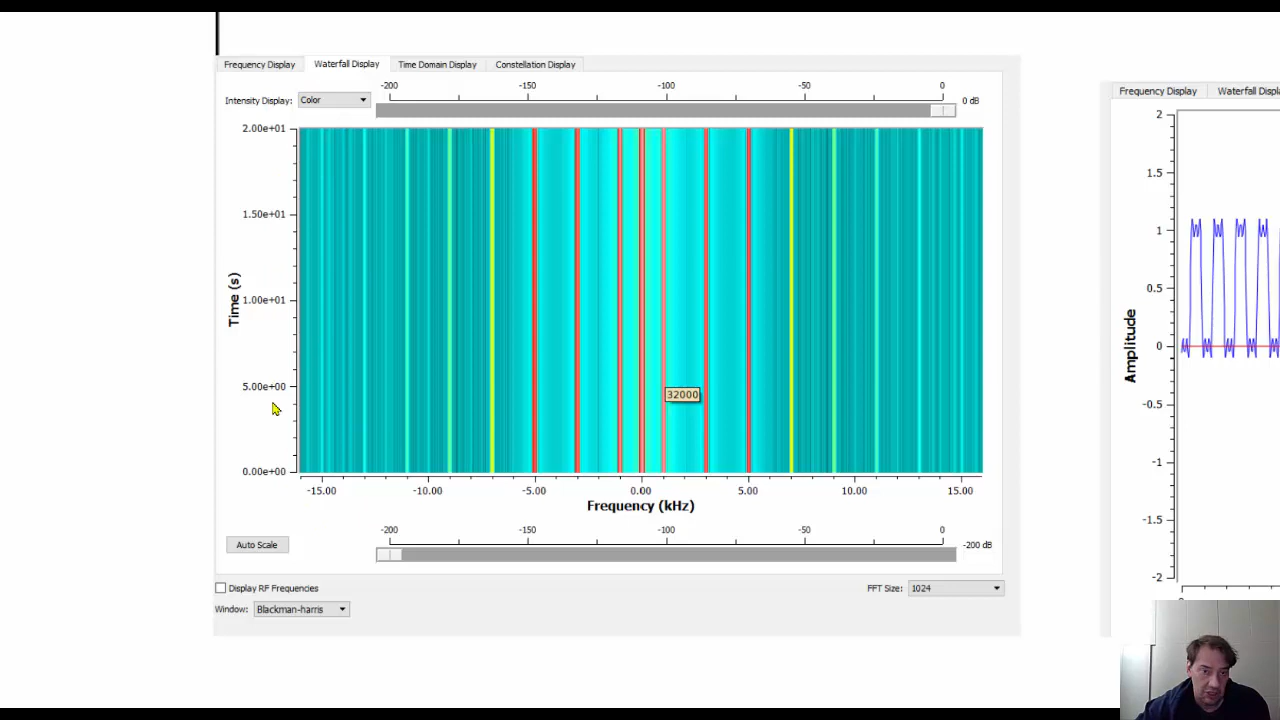 Frequency Display
Waterfall Display
Time Domain Display
Constellation Display
-200
-150
-100
-50
0
Intensity Display:
Color
0 dB
2.00e+01
1.50e+01
1.00e+01
5.00e+00
0.00e+00
Time (s)
32000
-15.00
-10.00
-5.00
0.00
5.00
10.00
15.00
Frequency (kHz)
-200
-150
-100
-50
0
Auto Scale
-200 dB
Display RF Frequencies
FFT Size:
1024
Window:
Blackman-harris
Frequency Display
Waterfall Displ
2
1.5
1
0.5
0
-0.5
-1
-1.5
-2
Amplitude